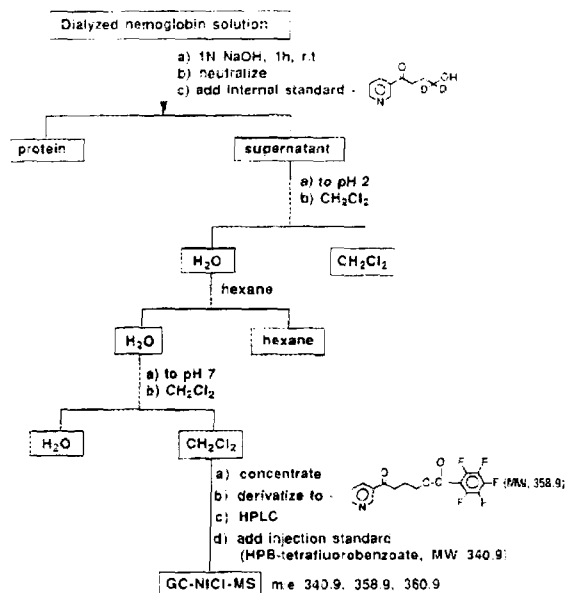 Dialyzed hemoglobin solution
a) 1N NaOH, 1h, r.t
b) neutralize
c) add internal standard -
O
OH
D D
N
protein
supernatant
a) to pH 2
b) CH₂Cl₂
H₂O
CH₂Cl₂
hexane
H₂O
hexane
a) to pH 7
b) CH₂Cl₂
H₂O
CH₂Cl₂
a) concentrate
b) derivatize to -
c) HPLC
d) add injection standard
(HPB-tetrafluorobenzoate, MW 340.9)
O
O
O-C
N
F
F
F
F
F
(MW, 358.9)
GC-NICI-MS
m/e 340.9, 358.9, 360.9